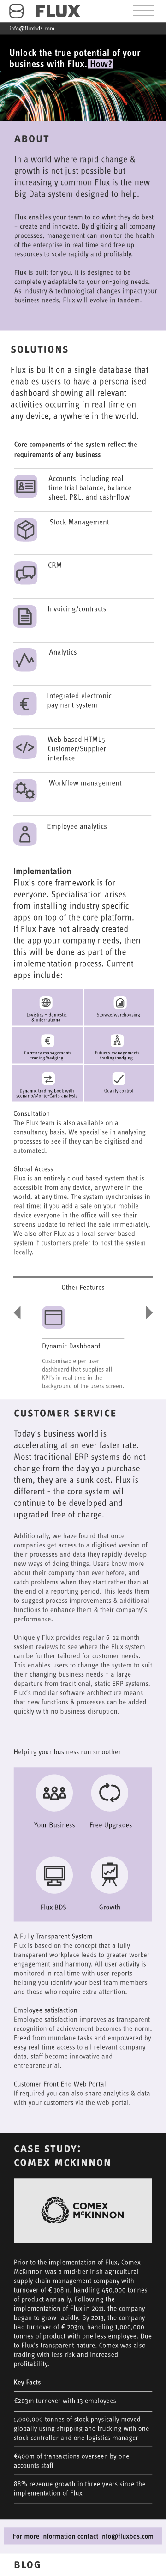 FLUX
info@fluxbds.com
Unlock the true potential of your
business with Flux. How?
ABOUT
In a world where rapid change &
growth is not just possible but
increasingly common Flux is the new
Big Data system designed to help.
Flux enables your team to do what they do best
- create and innovate. By digitizing all company
processes, management can monitor the health
of the enterprise in real time and free up
resources to scale rapidly and profitably.
Flux is built for you. It is designed to be
completely adaptable to your on-going needs.
As industry & technological changes impact your
business needs, Flux will evolve in tandem.
SOLUTIONS
Flux is built on a single database that
enables users to have a personalised
dashboard showing all relevant
activities occurring in real time on
any device, anywhere in the world.
Core components of the system reflect the
requirements of any business
Accounts, including real
time trial balance, balance
sheet, P&L, and cash-flow
Stock Management
CRM
Invoicing/contracts
Analytics
Integrated electronic
payment system
Web based HTML5
Customer/Supplier
interface
Workflow management
Employee analytics
Implementation
Flux's core framework is for
everyone. Specialisation arises
from installing industry specific
apps on top of the core platform.
If Flux have not already created
the app your company needs, then
this will be done as part of the
implementation process. Current
apps include:
Logistics - domestic
& international
Storage/warehousing
Currency management/
trading/hedging
Futures management/
trading/hedging
Dynamic trading book with
scenario/Monte-Carlo analysis
Quality control
Consultation
The Flux team is also available on a
consultancy basis. We specialise in analysing
processes to see if they can be digitised and
automated.
Global Access
Flux is an entirely cloud based system that is
accessible from any device, anywhere in the
world, at any time. The system synchronises in
real time; if you add a sale on your mobile
device everyone in the office will see their
screens update to reflect the sale immediately.
We also offer Flux as a local server based
system if customers prefer to host the system
locally.
Other Features
Dynamic Dashboard
Customisable per user
dashboard that supplies all
KPI's in real time in the
background of the users screen.
CUSTOMER SERVICE
Today's business world is
accelerating at an ever faster rate.
Most traditional ERP systems do not
change from the day you purchase
them, they are a sunk cost. Flux is
different - the core system will
continue to be developed and
upgraded free of charge.
Additionally, we have found that once
companies get access to a digitised version of
their processes and data they rapidly develop
new ways of doing things. Users know more
about their company than ever before, and
catch problems when they start rather than at
the end of a reporting period. This leads them
to suggest process improvements & additional
functions to enhance them & their company's
performance.
Uniquely Flux provides regular 6-12 month
system reviews to see where the Flux system
can be further tailored for customer needs.
This enables users to change the system to suit
their changing business needs - a large
departure from traditional, static ERP systems.
Flux's modular software architecture means
that new functions & processes can be added
quickly with no business disruption.
Helping your business run smoother
Your Business
Free Upgrades
Flux BDS
Growth
A Fully Transparent System
Flux is based on the concept that a fully
transparent workplace leads to greater worker
engagement and harmony. All user activity is
monitored in real time with user reports
helping you identify your best team members
and those who require extra attention.
Employee satisfaction
Employee satisfaction improves as transparent
recognition of achievement becomes the norm.
Freed from mundane tasks and empowered by
easy real time access to all relevant company
data, staff become innovative and
entrepreneurial.
Customer Front End Web Portal
If required you can also share analytics & data
with your customers via the web portal.
CASE STUDY:
COMEX MCKINNON
COMEX
McKINNON
Prior to the implementation of Flux, Comex
McKinnon was a mid-tier Irish agricultural
supply chain management company with
turnover of € 108m, handling 450,000 tonnes
of product annually. Following the
implementation of Flux in 2011, the company
began to grow rapidly. By 2013, the company
had turnover of € 203m, handling 1,000,000
tonnes of product with one less employee. Due
to Flux's transparent nature, Comex was also
trading with less risk and increased
profitability.
Key Facts
€203m turnover with 13 employees
1,000,000 tonnes of stock physically moved
globally using shipping and trucking with one
stock controller and one logistics manager
€400m of transactions overseen by one
accounts staff
88% revenue growth in three years since the
implementation of Flux
For more information contact info@fluxbds.com
BLOG